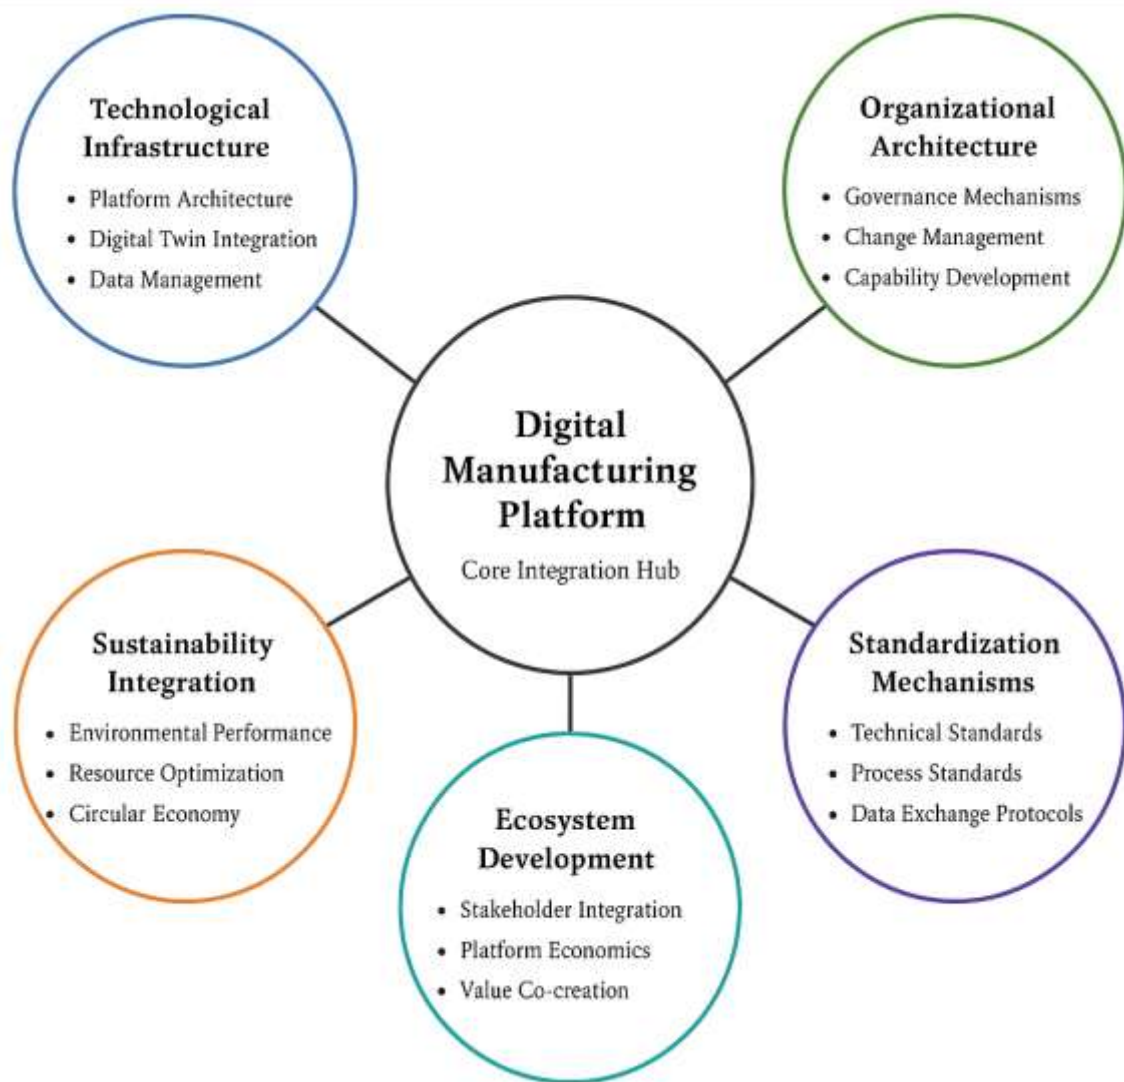 Technological
Infrastructure
• Platform Architecture
• Digital Twin Integration
• Data Management
Organizational
Architecture
• Governance Mechanisms
• Change Management
• Capability Development
Digital
Manufacturing
Platform
Core Integration Hub
Sustainability
Integration
• Environmental Performance
• Resource Optimization
• Circular Economy
Standardization
Mechanisms
• Technical Standards
• Process Standards
• Data Exchange Protocols
Ecosystem
Development
• Stakeholder Integration
• Platform Economics
• Value Co-creation